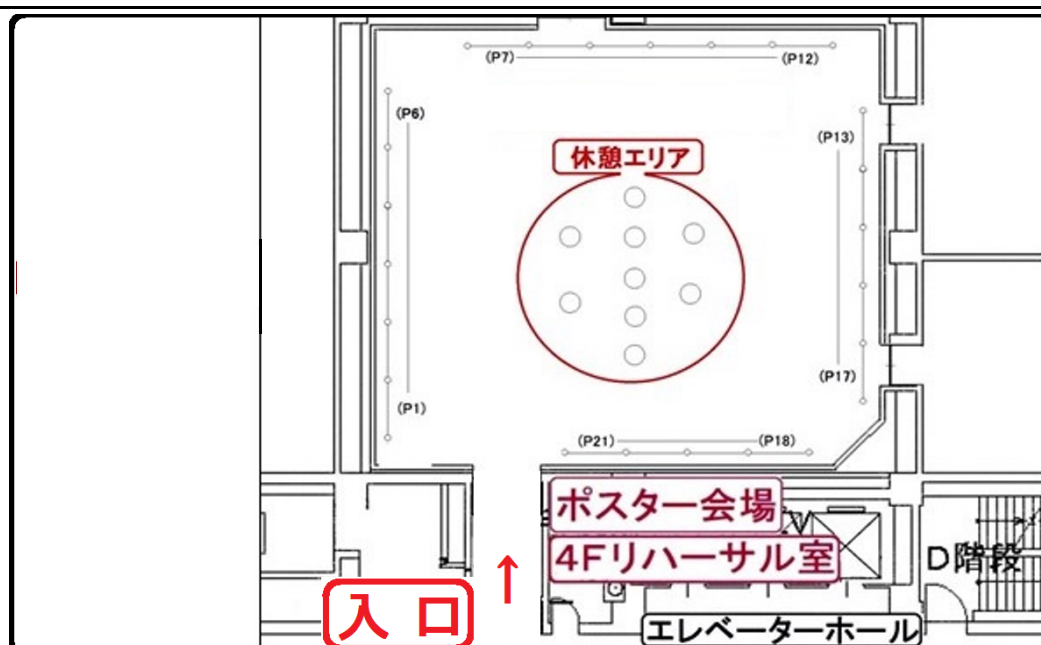 (P7) (P12)
(P6)
(P13)
休憩エリア
(P17)
(P1)
(P21) (P18)
ポスター会場
4Fリハーサル室
D階段
入口
↑
エレベーターホール